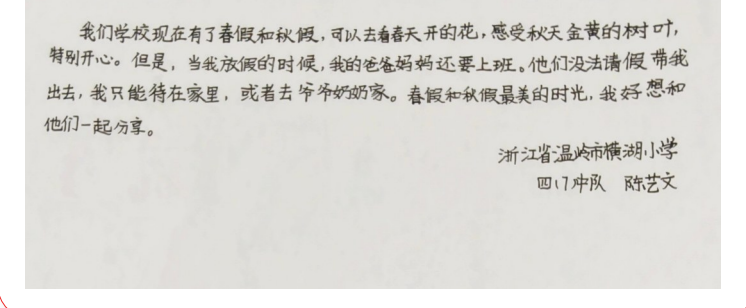 我们学校现在有了春假和秋假，可以去看春天开的花，感受秋天金黄的树叶，
特别开心。但是，当我放假的时候，我的爸爸妈妈还要上班。他们没法请假带我
出去，我只能待在家里，或者去爷爷奶奶家。春假和秋假最美的时光，我好想和
他们一起分享。
浙江省温岭市横湖小学
四17中队 陈艺文